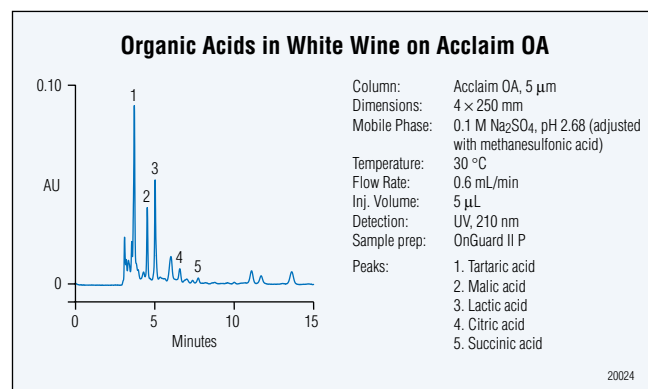 Organic Acids in White Wine on Acclaim OA
0.10
AU
0
1
2
3
4
5
0
5
10
15
Minutes
Column: Acclaim OA, 5 µm
Dimensions: 4 × 250 mm
Mobile Phase: 0.1 M Na₂SO₄, pH 2.68 (adjusted
with methanesulfonic acid)
Temperature: 30 °C
Flow Rate: 0.6 mL/min
Inj. Volume: 5 µL
Detection: UV, 210 nm
Sample prep: OnGuard II P
Peaks: 1. Tartaric acid
2. Malic acid
3. Lactic acid
4. Citric acid
5. Succinic acid
20024